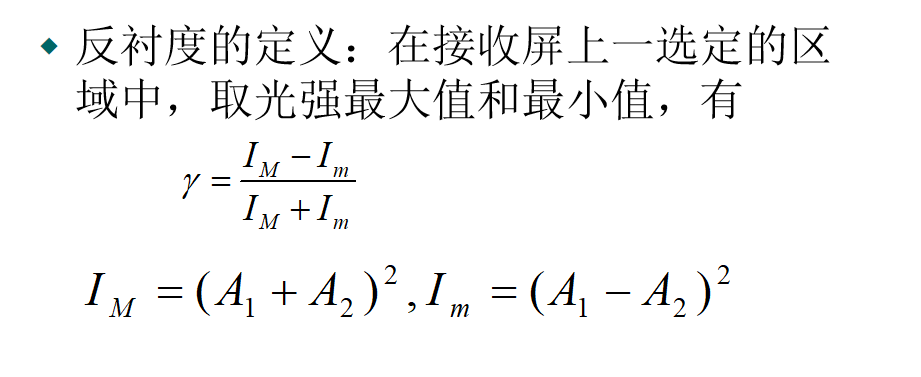 ◆ 反衬度的定义：在接收屏上一选定的区
域中，取光强最大值和最小值，有
γ = (I_M − I_m) / (I_M + I_m)
I_M = (A_1 + A_2)^2, I_m = (A_1 − A_2)^2